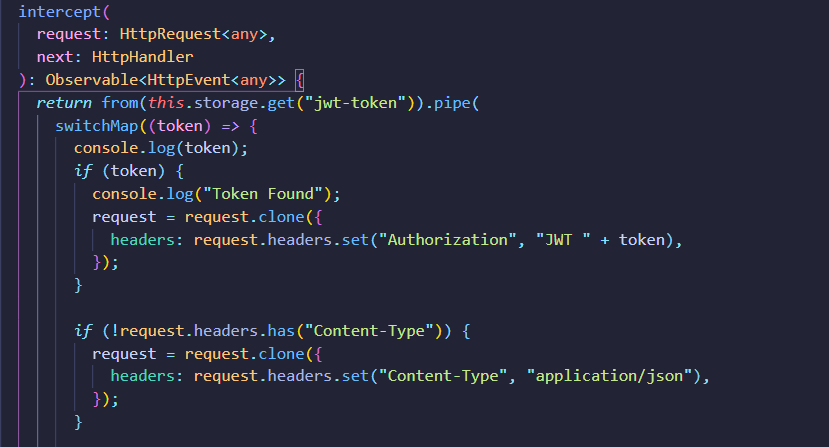 intercept(
request: HttpRequest<any>,
next: HttpHandler
): Observable<HttpEvent<any>> {
return from(this.storage.get("jwt-token")).pipe(
switchMap((token) => {
console.log(token);
if (token) {
console.log("Token Found");
request = request.clone({
headers: request.headers.set("Authorization", "JWT " + token),
});
}
if (!request.headers.has("Content-Type")) {
request = request.clone({
headers: request.headers.set("Content-Type", "application/json"),
});
}